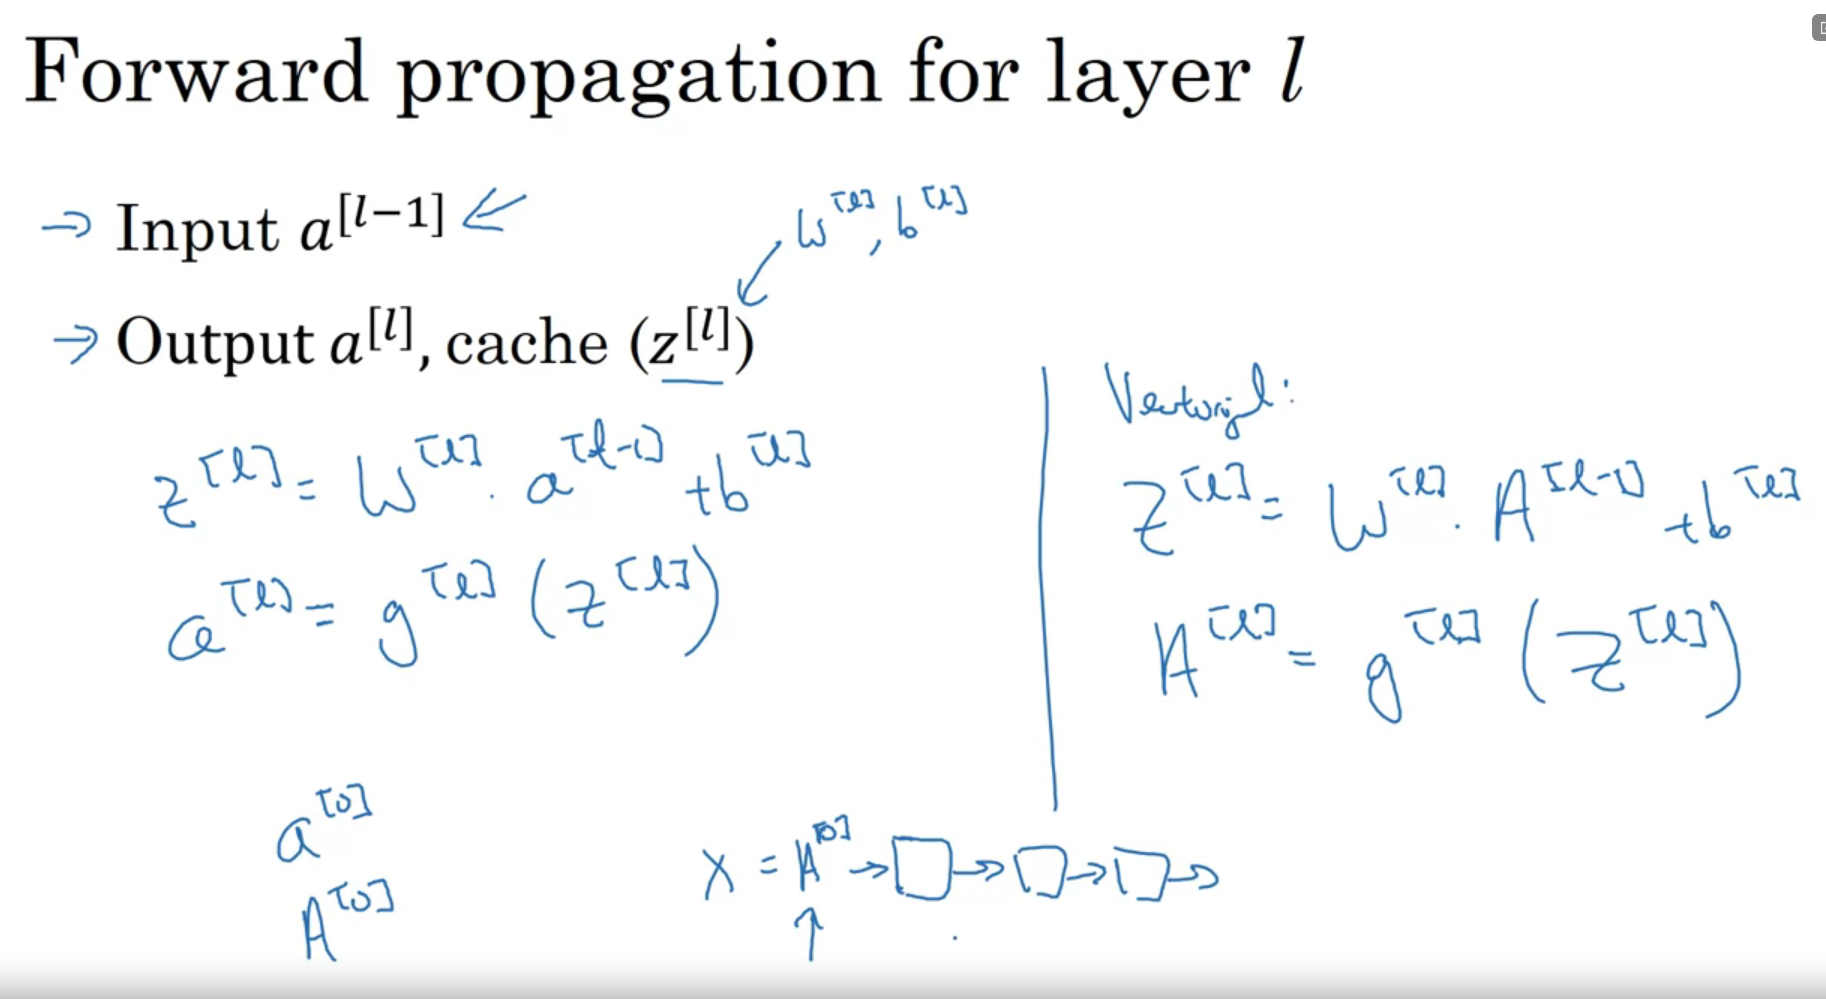 Forward propagation for layer l
→ Input a^[l−1] ←
W^[l], b^[l]
→ Output a^[l], cache (z^[l])
z^[l] = W^[l] · a^[l-1] + b^[l]
a^[l] = g^[l] (z^[l])
Vectorized:
Z^[l] = W^[l] · A^[l-1] + b^[l]
A^[l] = g^[l] (Z^[l])
a^[0]
A^[0]
X = A^[0] → □ → □ → □ →
↑